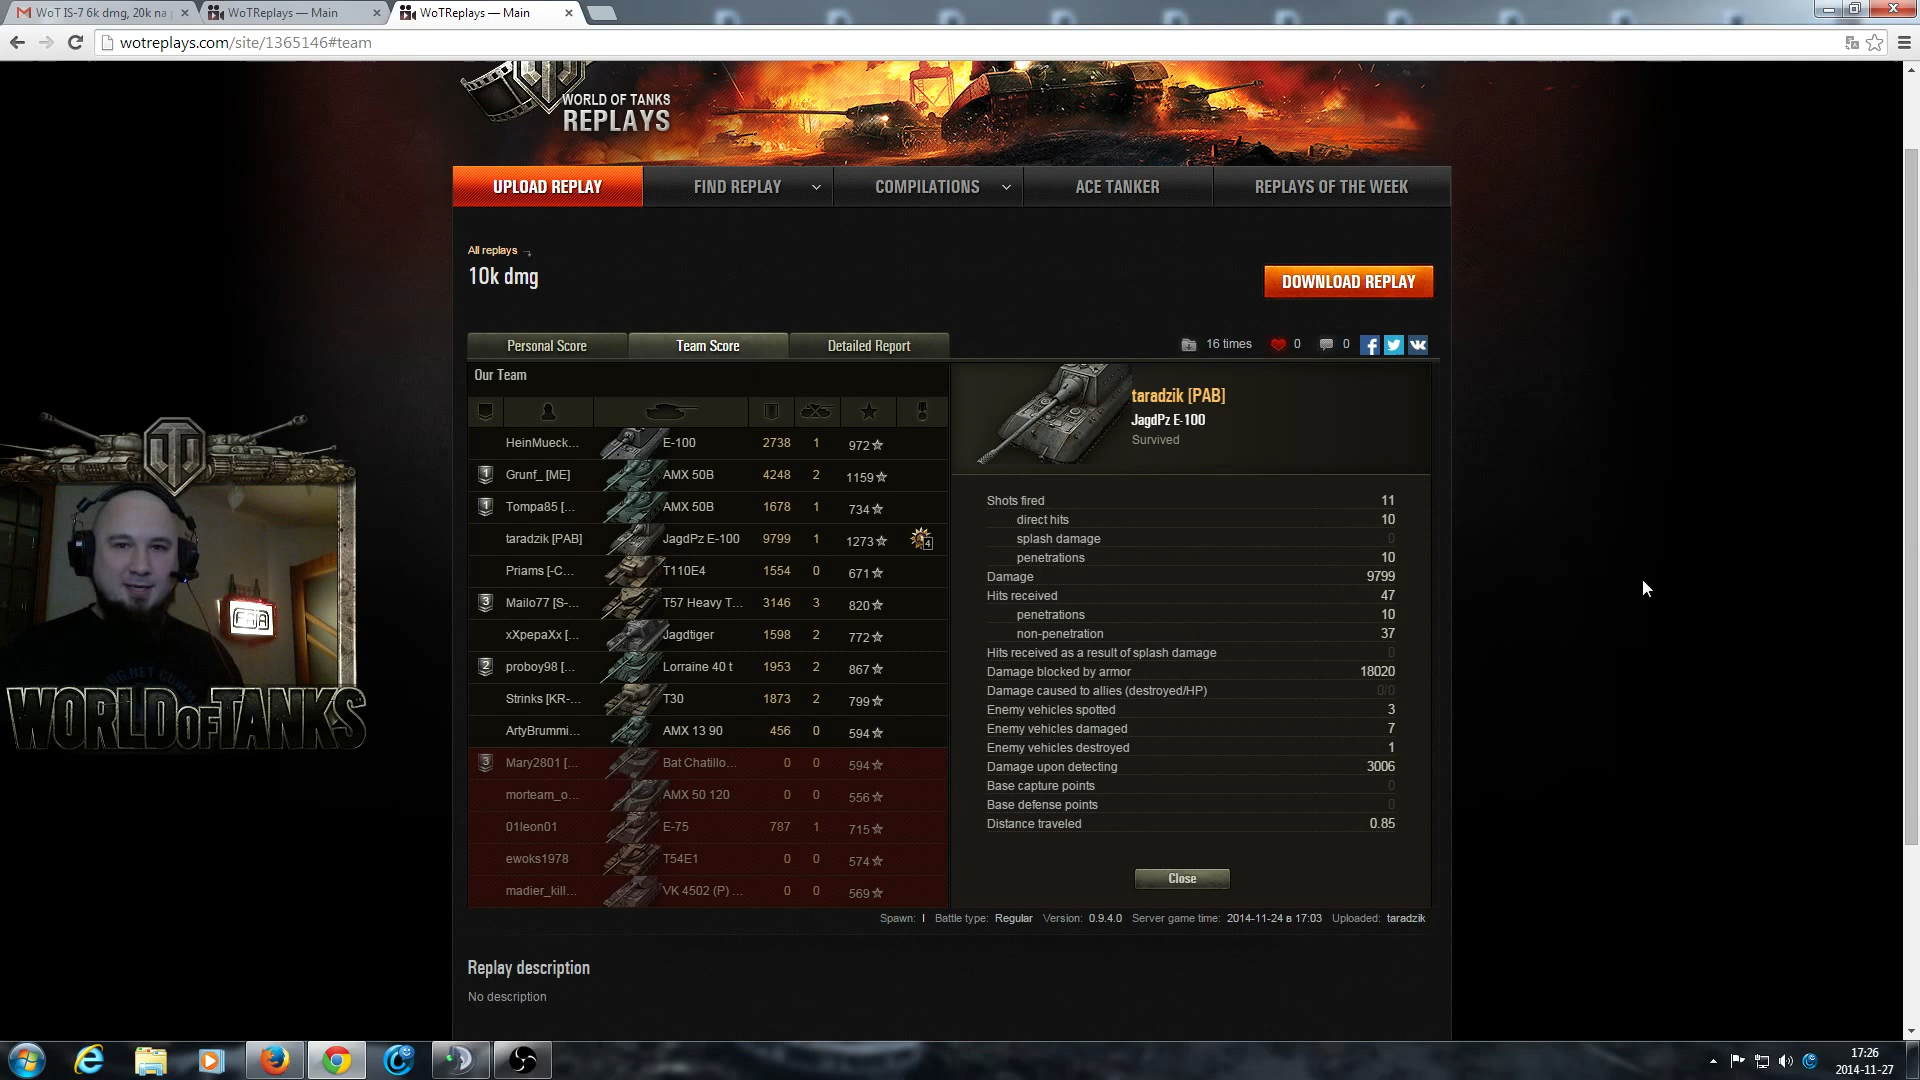 WoT IS-7 6k dmg, 20k na
WoTReplays — Main
WoTReplays — Main
wotreplays.com/site/1365146#team
WORLD OF TANKS
REPLAYS
UPLOAD REPLAY
FIND REPLAY
COMPILATIONS
ACE TANKER
REPLAYS OF THE WEEK
All replays
10k dmg
DOWNLOAD REPLAY
Personal Score
Team Score
Detailed Report
16 times
0
0
Our Team
HeinMueck... E-100 2738 1 972
1 Grunf_ [ME] AMX 50B 4248 2 1159
1 Tompa85 [... AMX 50B 1678 1 734
taradzik [PAB] JagdPz E-100 9799 1 1273 4
Priams [-C... T110E4 1554 0 671
3 Mailo77 [S-... T57 Heavy T... 3146 3 820
xXpepaXx [... Jagdtiger 1598 2 772
2 proboy98 [... Lorraine 40 t 1953 2 867
Strinks [KR-... T30 1873 2 799
ArtyBrummi... AMX 13 90 456 0 594
3 Mary2801 [... Bat Chatillo... 0 0 594
morteam_o... AMX 50 120 0 0 556
01leon01 E-75 787 1 715
ewoks1978 T54E1 0 0 574
madier_kill... VK 4502 (P) ... 0 0 569
taradzik [PAB]
JagdPz E-100
Survived
Shots fired 11
direct hits 10
splash damage 0
penetrations 10
Damage 9799
Hits received 47
penetrations 10
non-penetration 37
Hits received as a result of splash damage 0
Damage blocked by armor 18020
Damage caused to allies (destroyed/HP) 0/0
Enemy vehicles spotted 3
Enemy vehicles damaged 7
Enemy vehicles destroyed 1
Damage upon detecting 3006
Base capture points 0
Base defense points 0
Distance traveled 0.85
Close
Spawn: I Battle type: Regular Version: 0.9.4.0 Server game time: 2014-11-24 в 17:03 Uploaded: taradzik
Replay description
No description
WORLD OF TANKS
17:26
2014-11-27